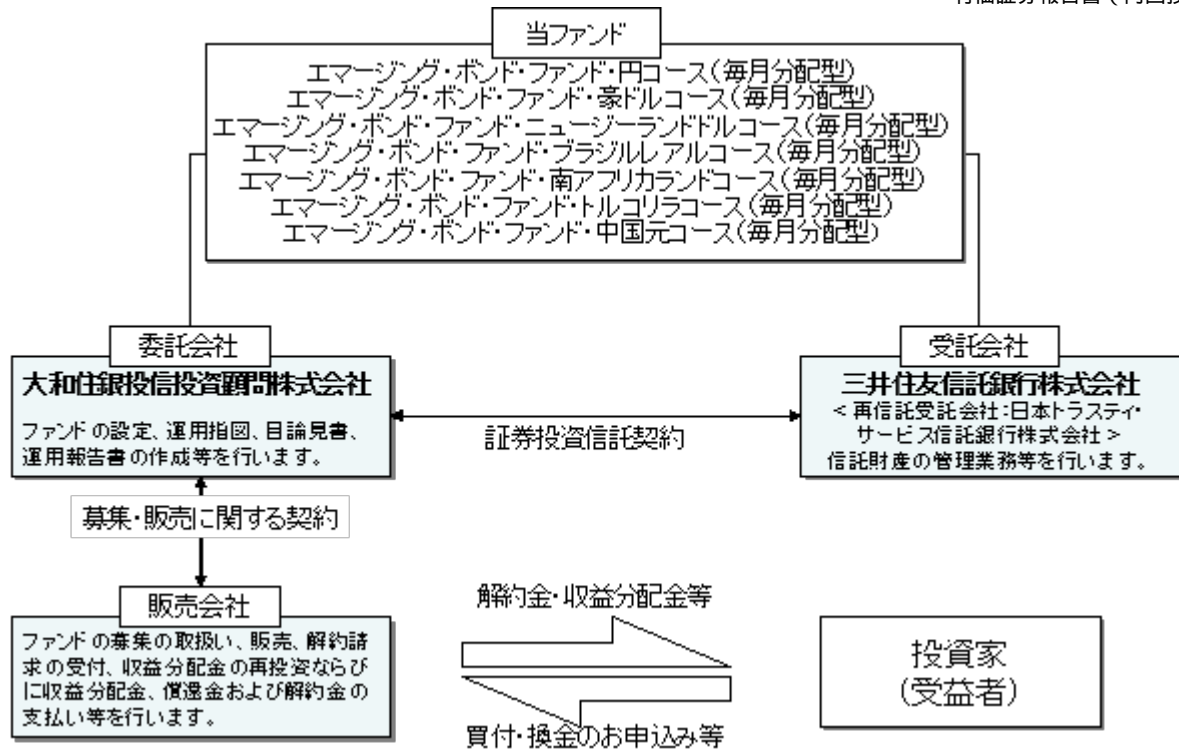 当ファンド
エマージング・ボンド・ファンド・円コース(毎月分配型)
エマージング・ボンド・ファンド・豪ドルコース(毎月分配型)
エマージング・ボンド・ファンド・ニュージーランドドルコース(毎月分配型)
エマージング・ボンド・ファンド・ブラジルレアルコース(毎月分配型)
エマージング・ボンド・ファンド・南アフリカランドコース(毎月分配型)
エマージング・ボンド・ファンド・トルコリラコース(毎月分配型)
エマージング・ボンド・ファンド・中国元コース(毎月分配型)
委託会社
大和住銀投信投資顧問株式会社
ファンドの設定、運用指図、目論見書、
運用報告書の作成等を行います。
証券投資信託契約
受託会社
三井住友信託銀行株式会社
<再信託受託会社:日本トラスティ・
サービス信託銀行株式会社>
信託財産の管理業務等を行います。
募集・販売に関する契約
販売会社
ファンドの募集の取扱い、販売、解約請
求の受付、収益分配金の再投資ならび
に収益分配金、償還金および解約金の
支払い等を行います。
解約金・収益分配金等
買付・換金のお申込み等
投資家
(受益者)